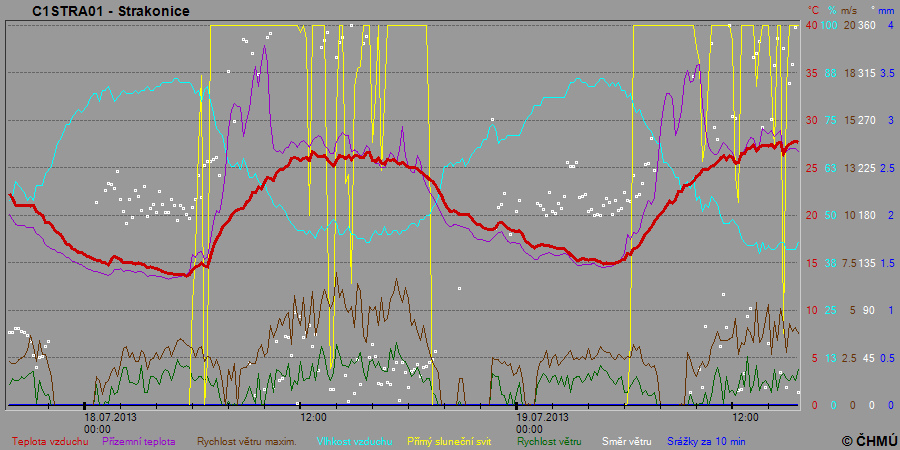 C1STRA01 - Strakonice
°C % m/s ° mm
40 100 20 360 4
35 88 18 315 3.5
30 75 15 270 3
25 63 13 225 2.5
20 50 10 180 2
15 38 7.5 135 1.5
10 25 5 90 1
5 13 2.5 45 0.5
0 0 0 0 0
18.07.2013 12:00 19.07.2013 12:00
00:00 00:00
Teplota vzduchu Přízemní teplota Rychlost větru maxim. Vlhkost vzduchu Přímý sluneční svit Rychlost větru Směr větru Srážky za 10 min © ČHMÚ